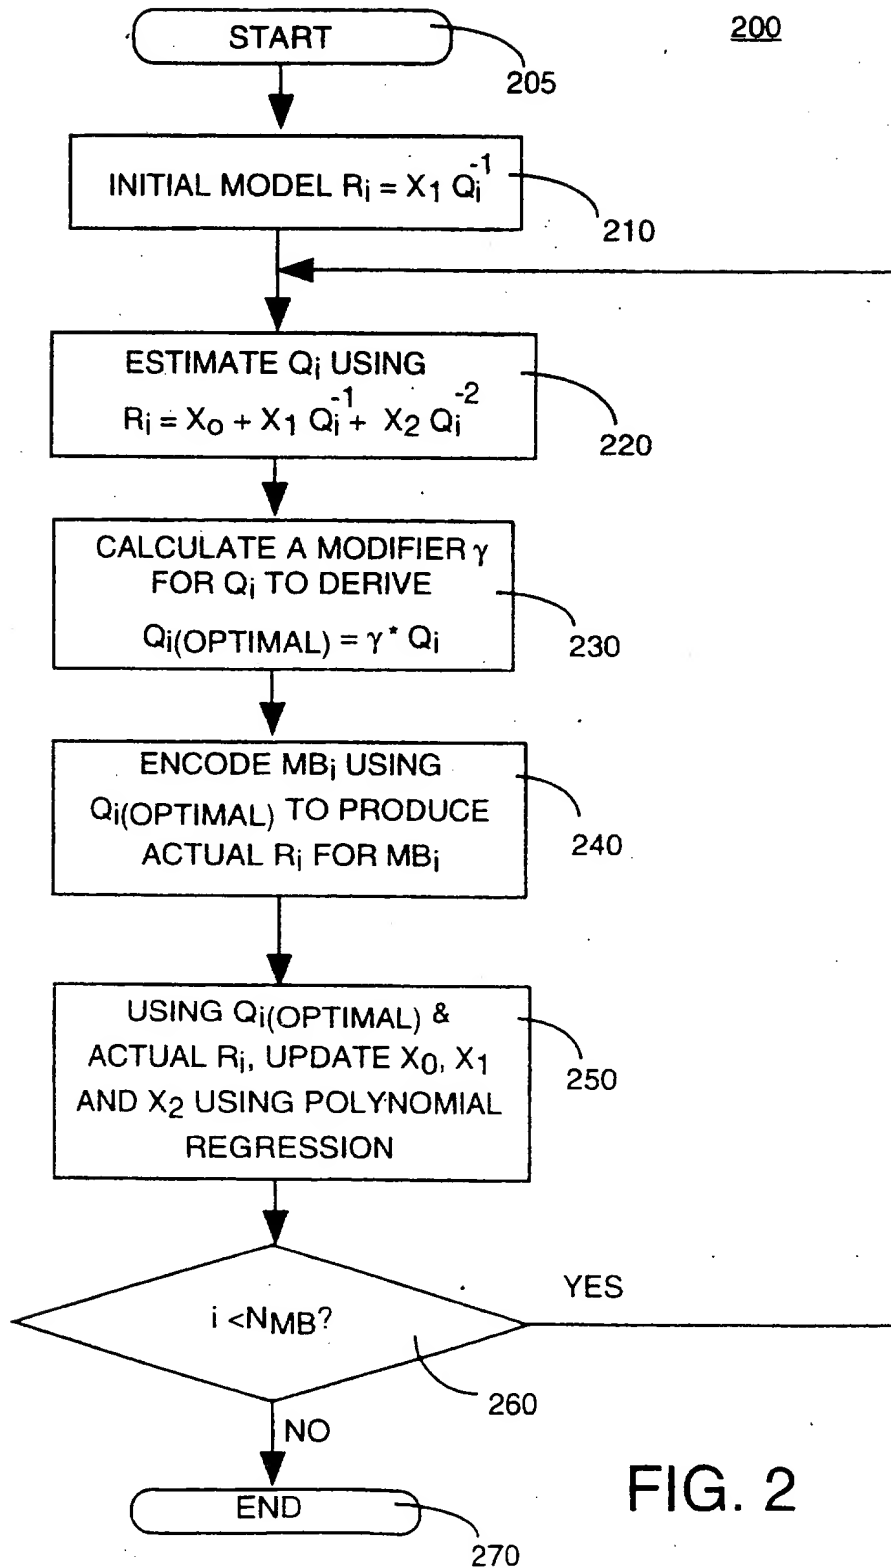 200
START
205
INITIAL MODEL Rᵢ = X₁ Qᵢ⁻¹
210
ESTIMATE Qᵢ USING
Rᵢ = Xₒ + X₁ Qᵢ⁻¹ + X₂ Qᵢ⁻²
220
CALCULATE A MODIFIER γ
FOR Qᵢ TO DERIVE
Qi(OPTIMAL) = γ* Qᵢ
230
ENCODE MBᵢ USING
Qi(OPTIMAL) TO PRODUCE
ACTUAL Rᵢ FOR MBᵢ
240
USING Qi(OPTIMAL) &
ACTUAL Rᵢ, UPDATE X₀, X₁
AND X₂ USING POLYNOMIAL
REGRESSION
250
YES
i <NMB?
260
NO
END
270
FIG. 2